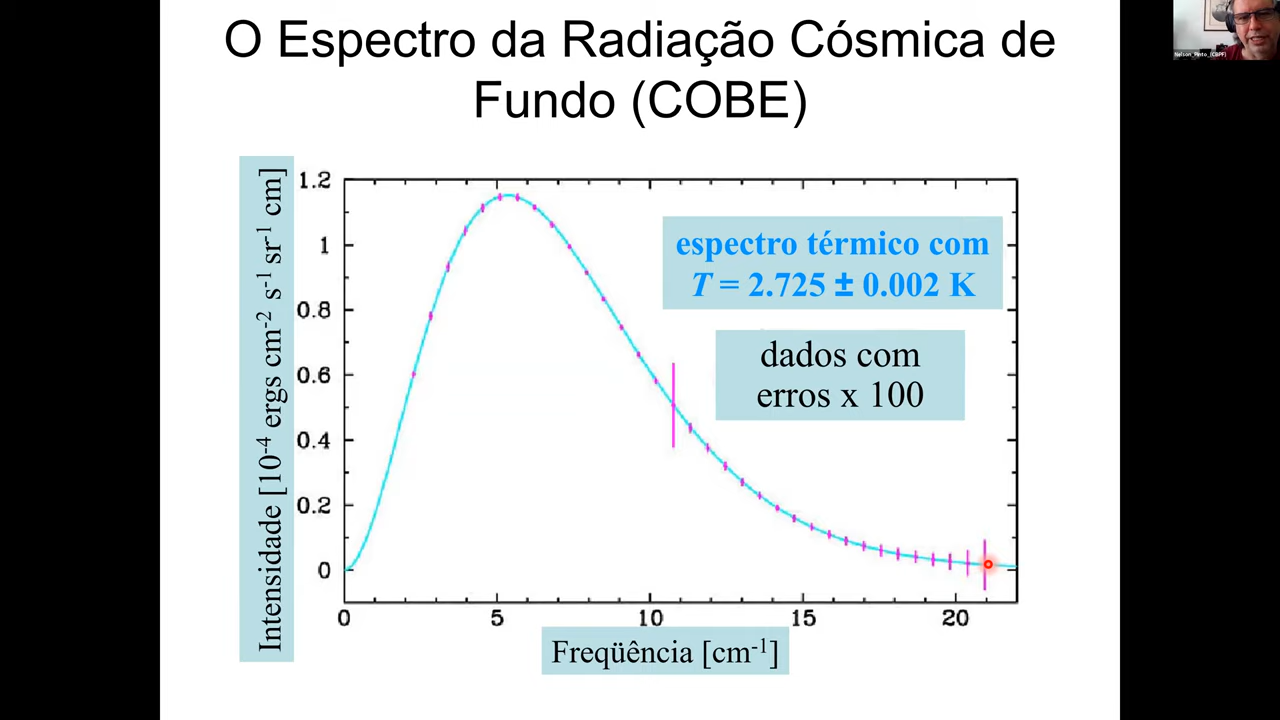 O Espectro da Radiação Cósmica de
Fundo (COBE)
Nelson_Pinto_(CBPF)
Intensidade [10⁻⁴ ergs cm⁻² s⁻¹ sr⁻¹ cm]
1.2
1
0.8
0.6
0.4
0.2
0
espectro térmico com
T = 2.725 ± 0.002 K
dados com
erros x 100
0 5 10 15 20
Freqüência [cm⁻¹]